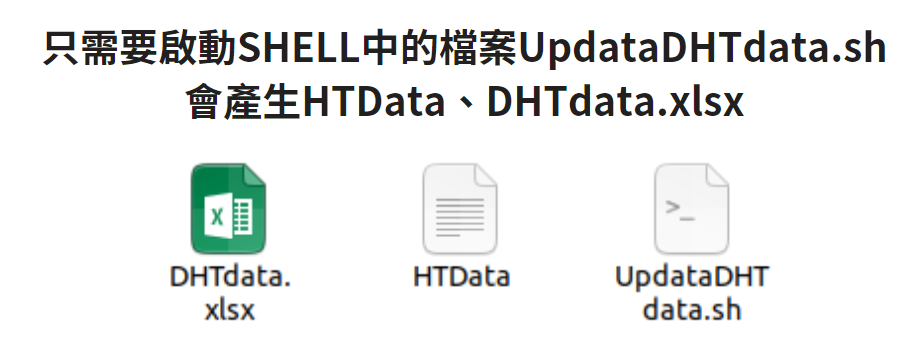 只需要啟動SHELL中的檔案UpdataDHTdata.sh
會產生HTData、DHTdata.xlsx
DHTdata.
xlsx
HTData
UpdataDHT
data.sh